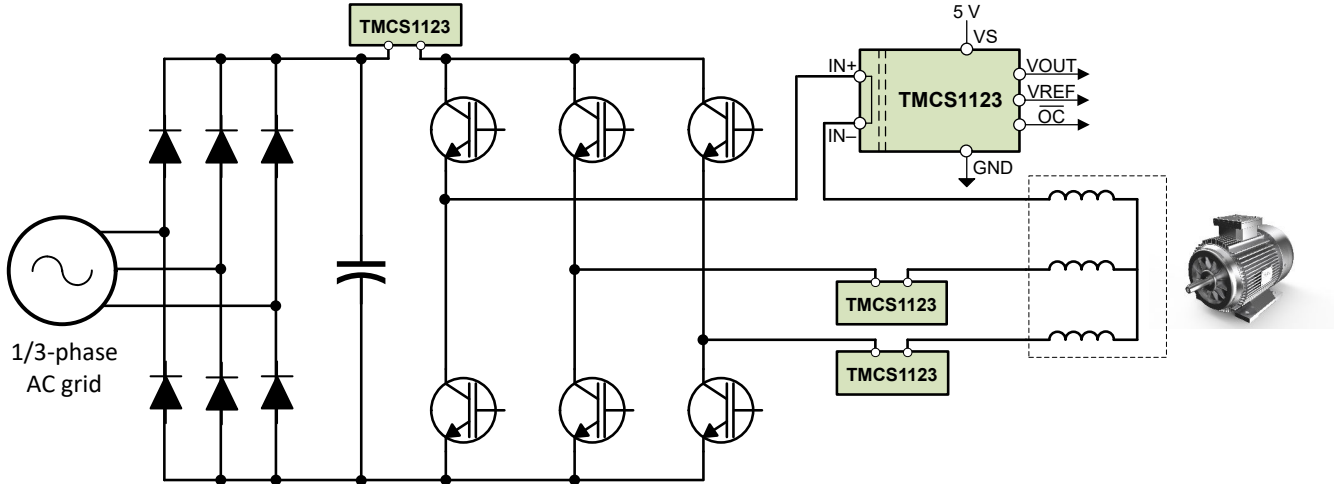 TMCS1123
5 V
VS
IN+
TMCS1123
VOUT
VREF
OC
IN–
GND
TMCS1123
TMCS1123
1/3-phase
AC grid